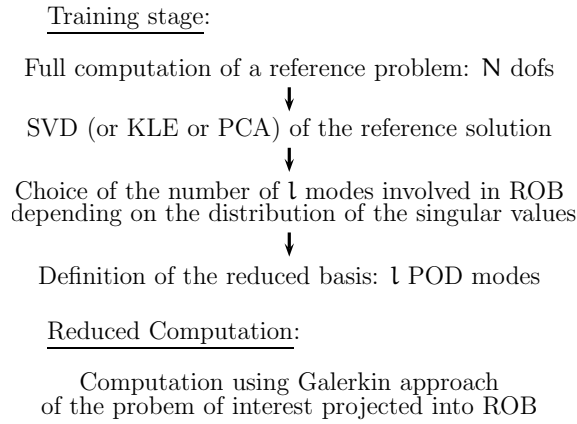 Training stage:
Full computation of a reference problem: N dofs
SVD (or KLE or PCA) of the reference solution
Choice of the number of l modes involved in ROB
depending on the distribution of the singular values
Definition of the reduced basis: l POD modes
Reduced Computation:
Computation using Galerkin approach
of the probem of interest projected into ROB